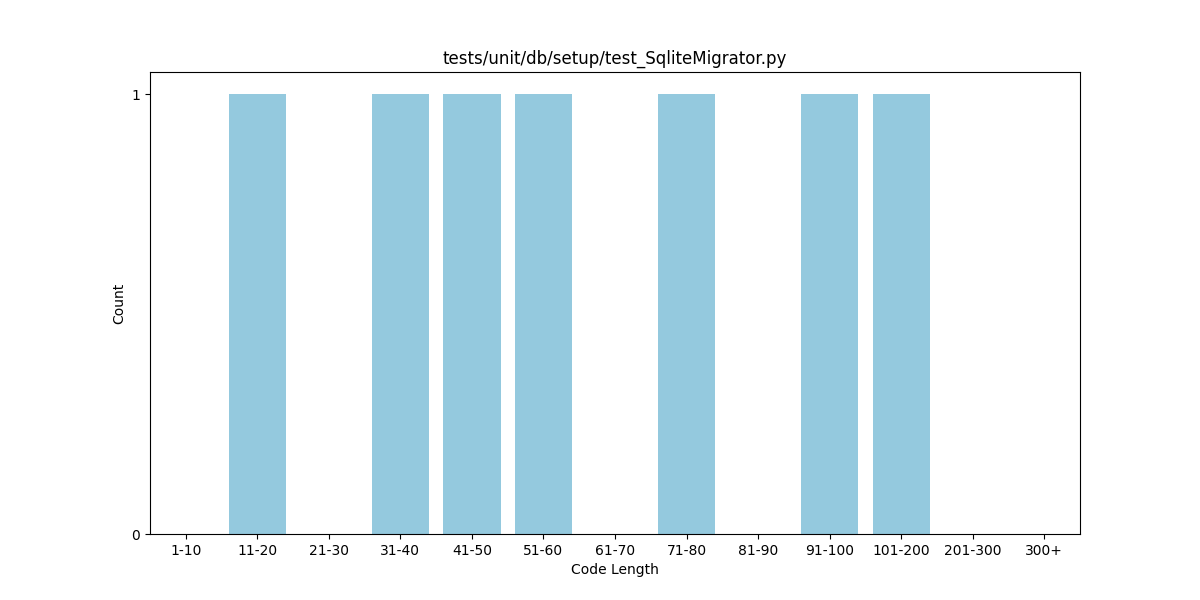 tests/unit/db/setup/test_SqliteMigrator.py
1
Count
0
1-10 11-20 21-30 31-40 41-50 51-60 61-70 71-80 81-90 91-100 101-200 201-300 300+
Code Length